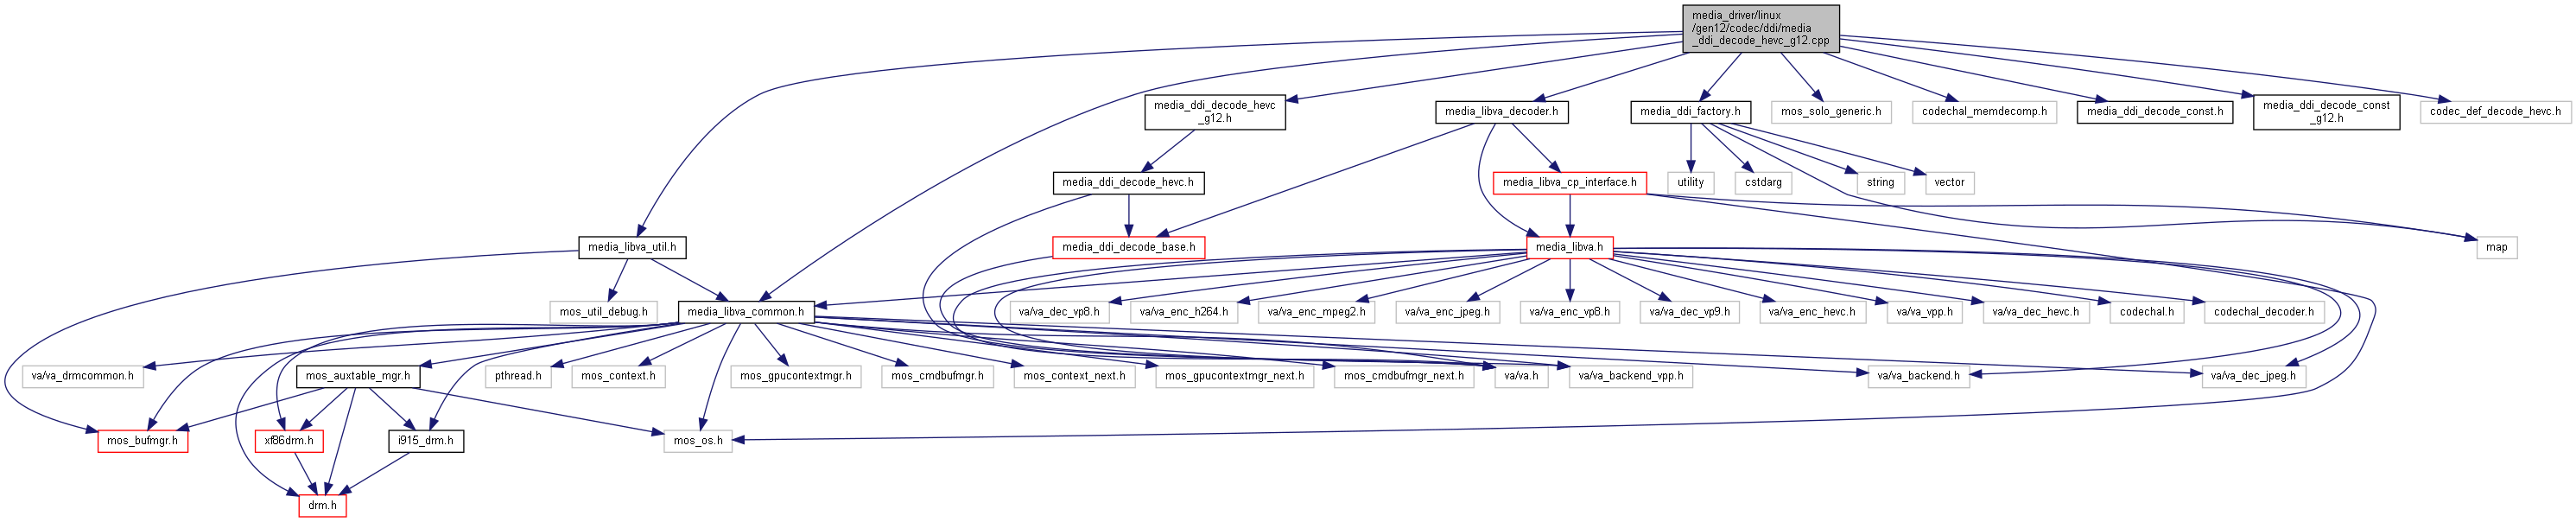 media_driver/linux
/gen12/codec/ddi/media
_ddi_decode_hevc_g12.cpp
media_ddi_decode_hevc
_g12.h
media_libva_decoder.h
media_ddi_factory.h
mos_solo_generic.h
codechal_memdecomp.h
media_ddi_decode_const.h
media_ddi_decode_const
_g12.h
codec_def_decode_hevc.h
media_ddi_decode_hevc.h
media_libva_cp_interface.h
utility
cstdarg
string
vector
media_libva_util.h
media_ddi_decode_base.h
media_libva.h
map
mos_util_debug.h
media_libva_common.h
va/va_dec_vp8.h
va/va_enc_h264.h
va/va_enc_mpeg2.h
va/va_enc_jpeg.h
va/va_enc_vp8.h
va/va_dec_vp9.h
va/va_enc_hevc.h
va/va_vpp.h
va/va_dec_hevc.h
codechal.h
codechal_decoder.h
va/va_drmcommon.h
mos_auxtable_mgr.h
pthread.h
mos_context.h
mos_gpucontextmgr.h
mos_cmdbufmgr.h
mos_context_next.h
mos_gpucontextmgr_next.h
mos_cmdbufmgr_next.h
va/va.h
va/va_backend_vpp.h
va/va_backend.h
va/va_dec_jpeg.h
mos_bufmgr.h
xf86drm.h
i915_drm.h
mos_os.h
drm.h